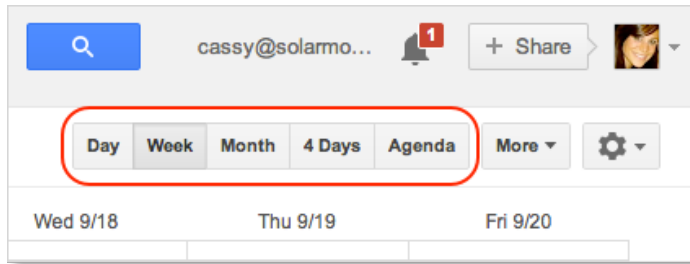 cassy@solarmo... 1 + Share
Day Week Month 4 Days Agenda More
Wed 9/18 Thu 9/19 Fri 9/20